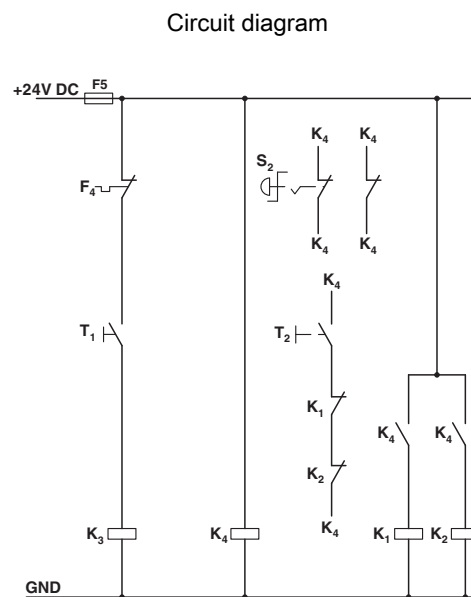 Circuit diagram
+24V DC F5
K₄ K₄
S₂
F₄
K₄ K₄
K₄
T₁ T₂
K₁
K₄ K₄
K₂
K₄
K₃ K₄ K₁ K₂
GND